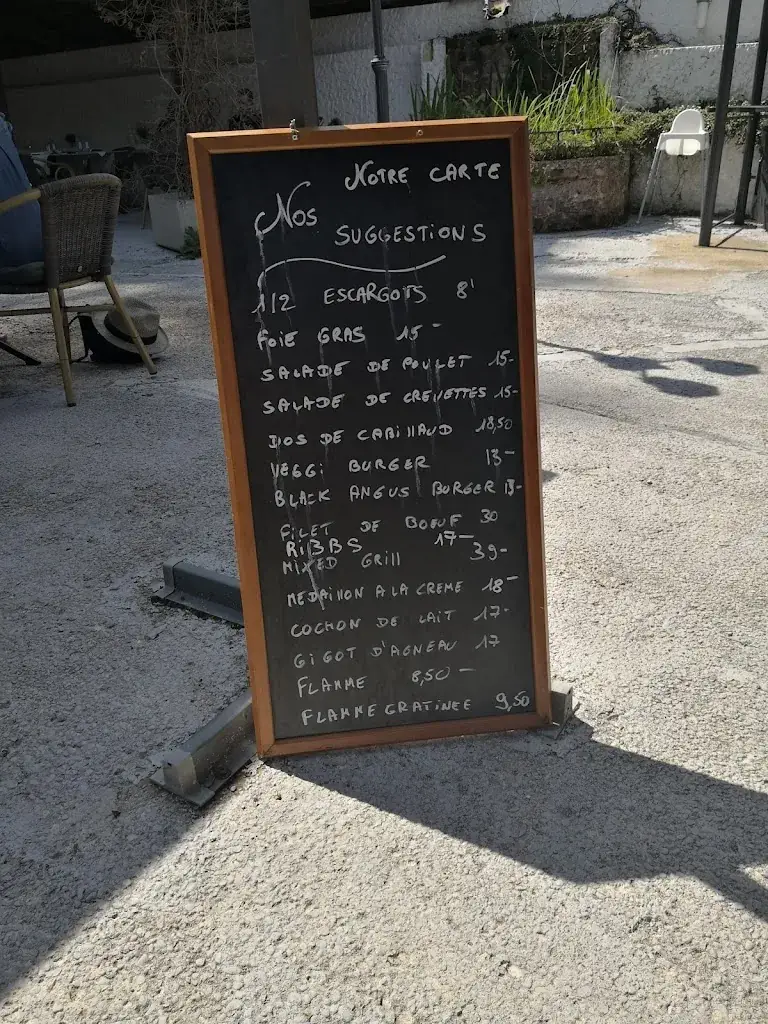 NOTRE CARTE
Nos
SUGGESTIONS
1/2 ESCARGOTS 8'
FOIE GRAS 15-
SALADE DE POULET 15-
SALADE DE CREVETTES 15-
DOS DE CABILLAUD 18,50
VEGGI BURGER 13-
BLACK ANGUS BURGER 13-
FILET DE BOEUF 30
RIBBS 17-
MIXED GRILL 39-
MEDAILLON A LA CREME 18-
COCHON DE LAIT 17-
GIGOT D'AGNEAU 17
FLAMME 8,50-
FLAMME GRATINEE 9,50